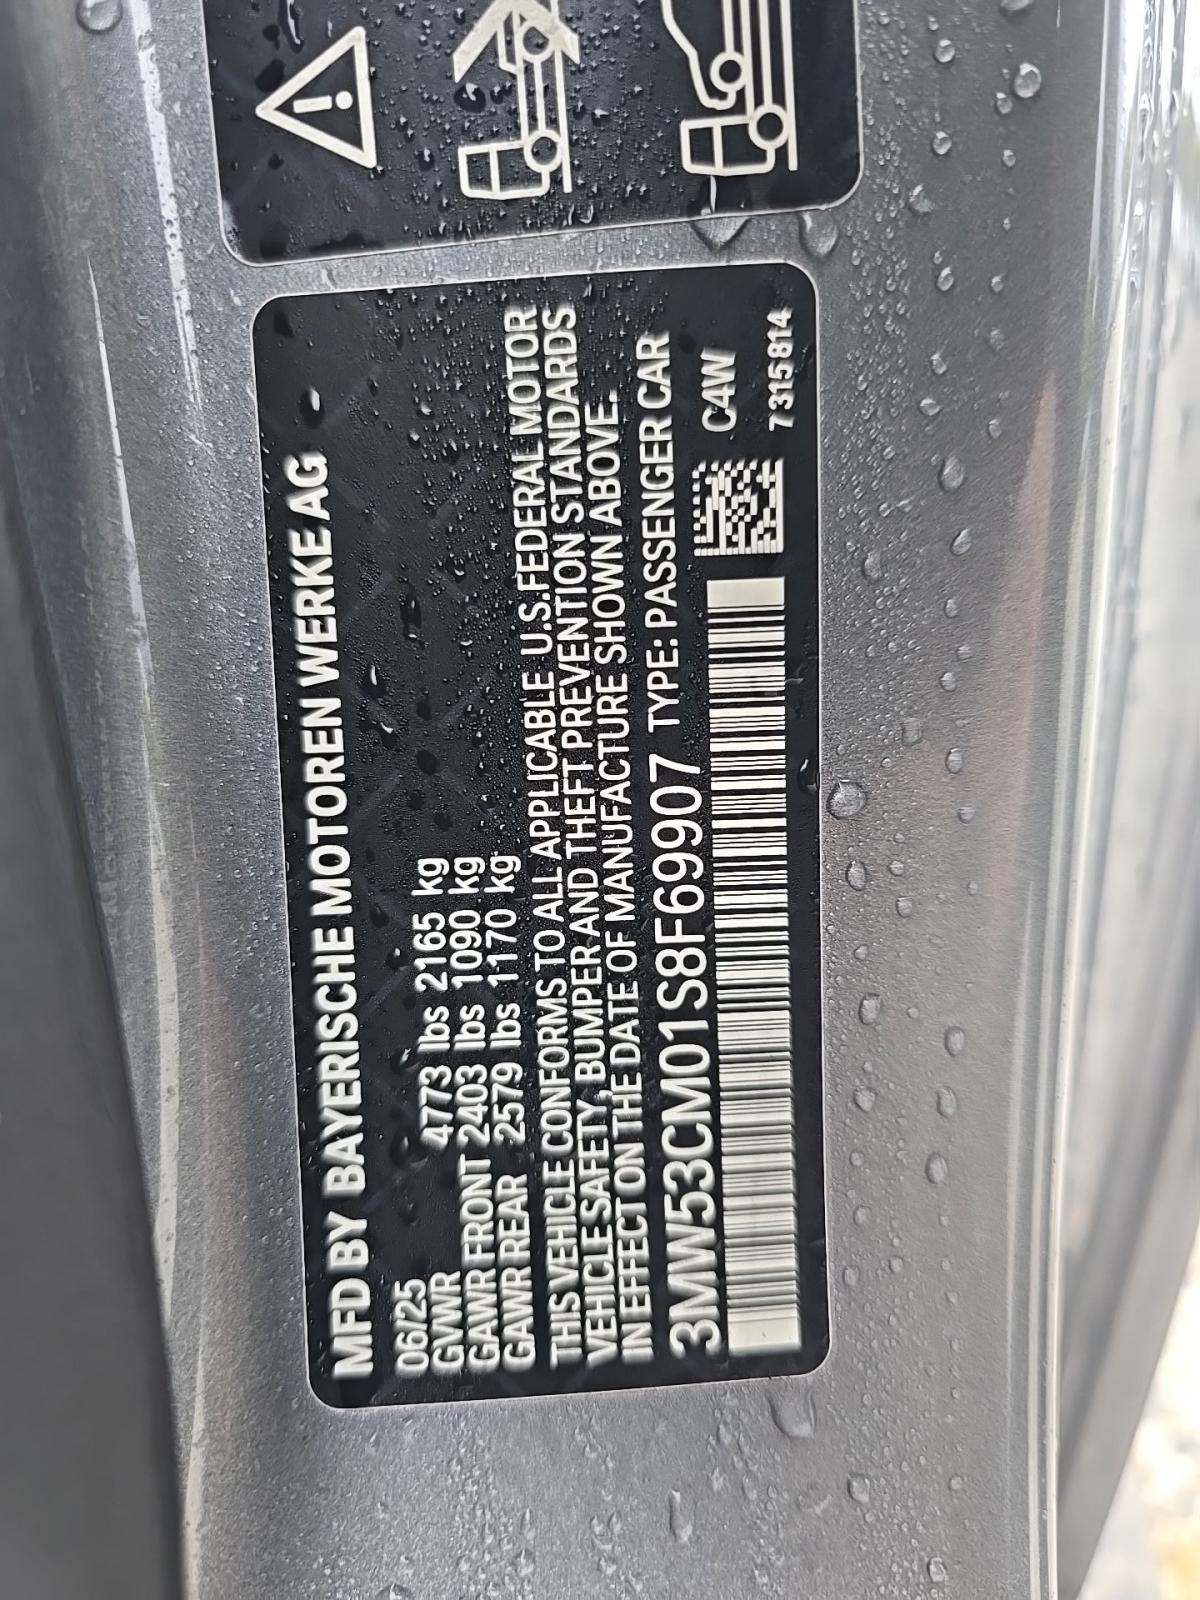 MFD BY BAYERISCHE MOTOREN WERKE AG
06/25
GVWR 4773 lbs 2165 kg
GAWR FRONT 2403 lbs 1090 kg
GAWR REAR 2579 lbs 1170 kg
THIS VEHICLE CONFORMS TO ALL APPLICABLE U.S.FEDERAL MOTOR
VEHICLE SAFETY, BUMPER AND THEFT PREVENTION STANDARDS
IN EFFECT ON THE DATE OF MANUFACTURE SHOWN ABOVE.
3MW53CM01S8F69907 TYPE: PASSENGER CAR
C4W
7315814